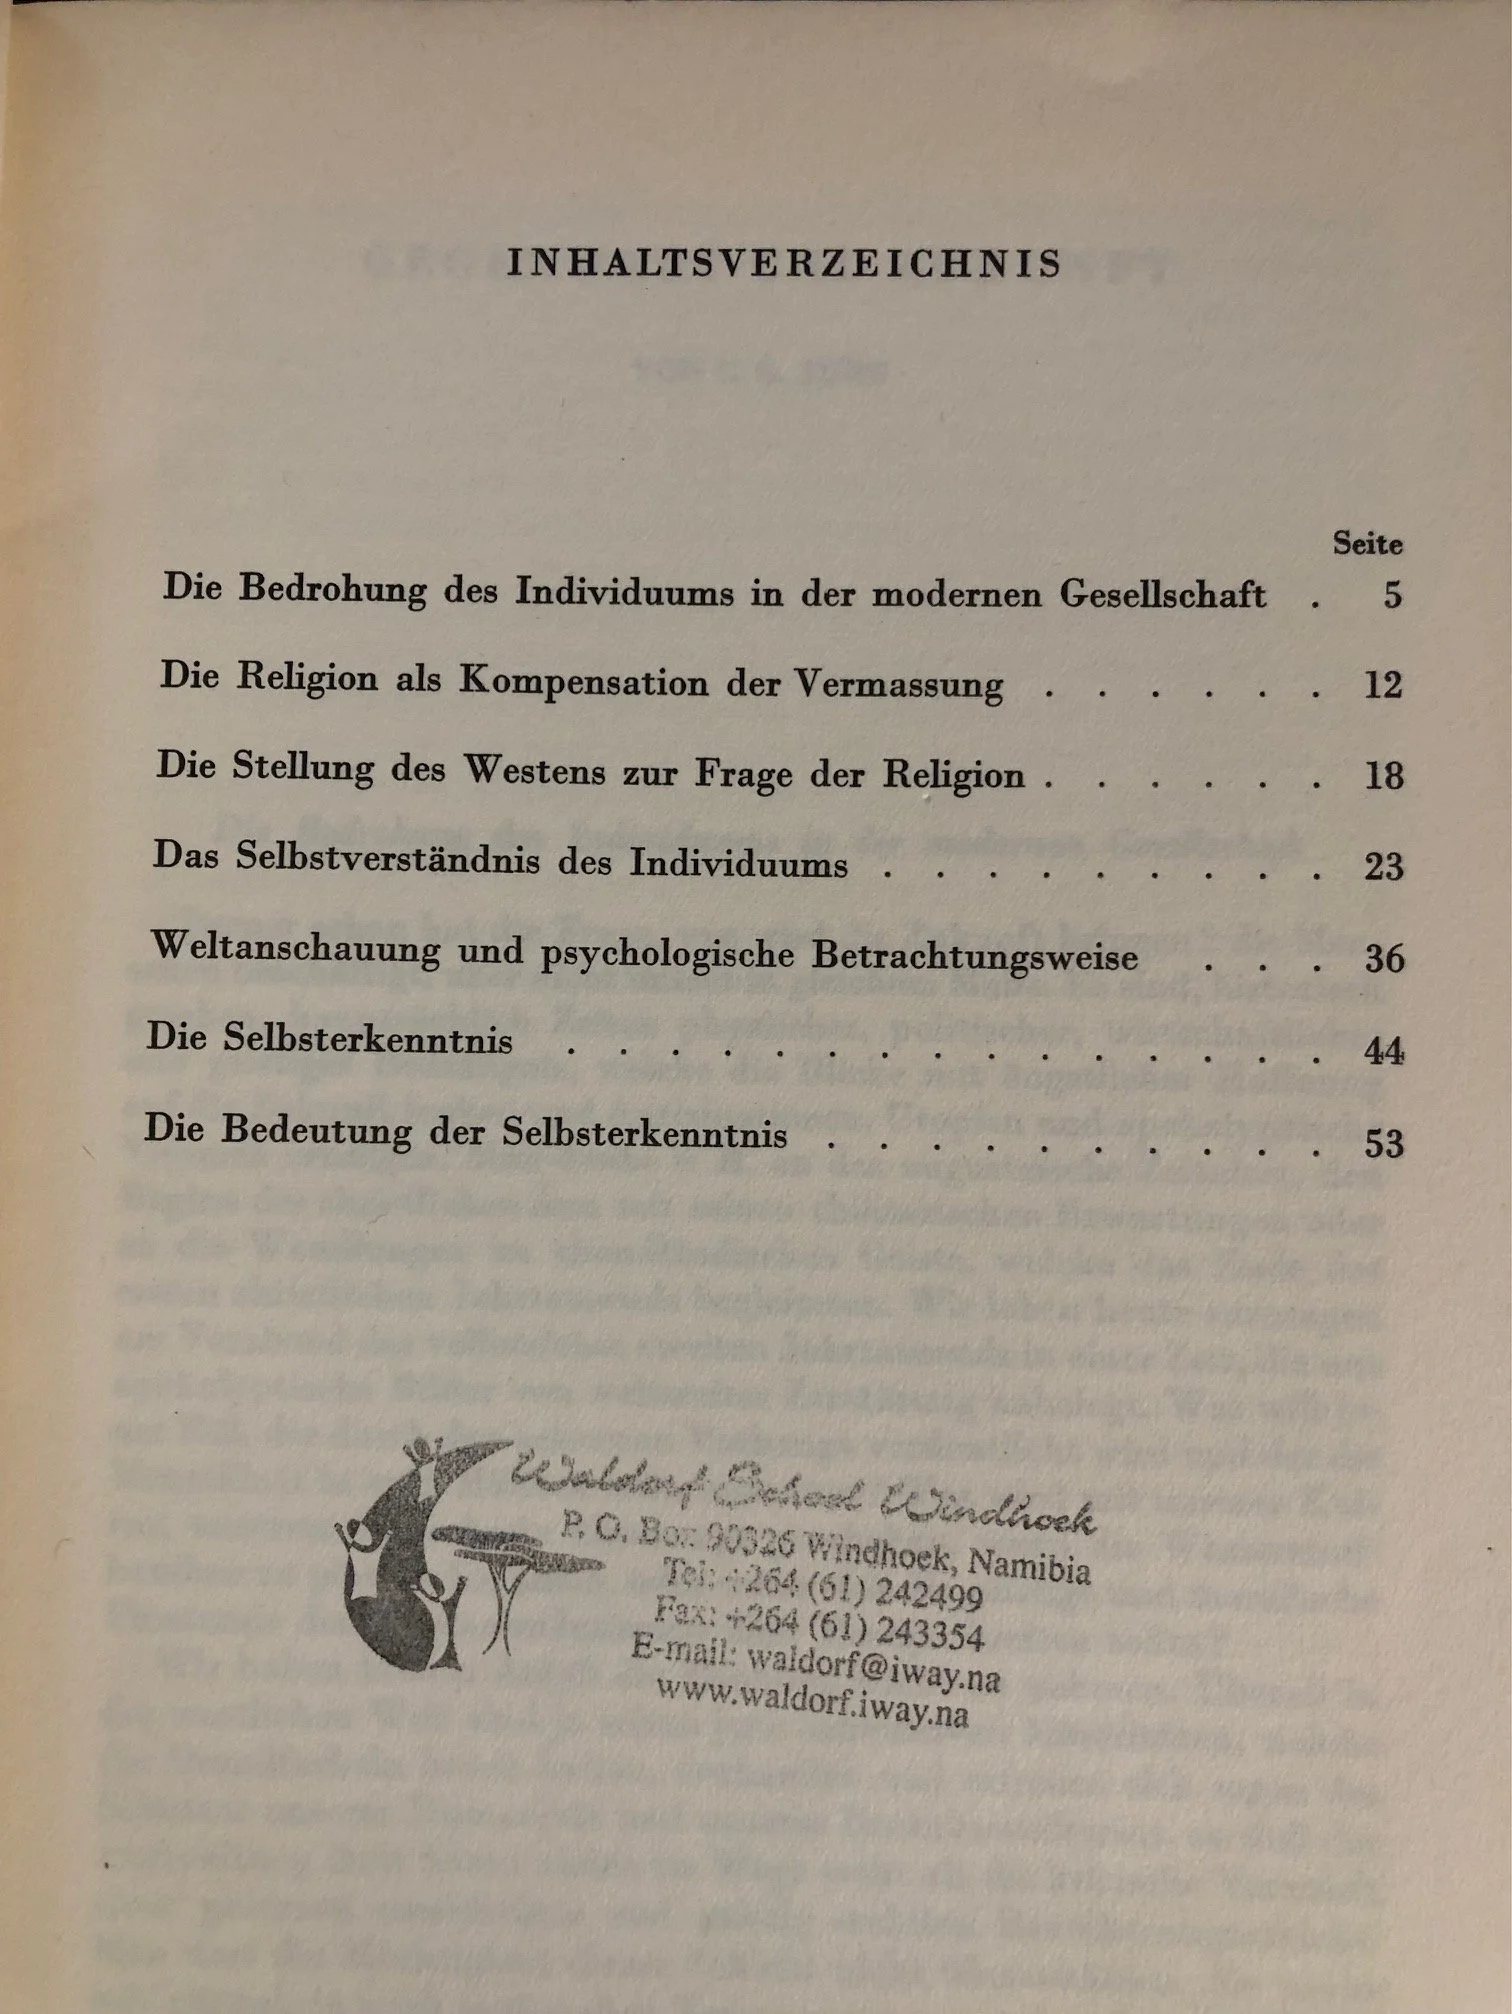 INHALTSVERZEICHNIS
Seite
Die Bedrohung des Individuums in der modernen Gesellschaft . 5
Die Religion als Kompensation der Vermassung . . . . . . 12
Die Stellung des Westens zur Frage der Religion . . . . . . 18
Das Selbstverständnis des Individuums . . . . . . . . . 23
Weltanschauung und psychologische Betrachtungsweise . . . 36
Die Selbsterkenntnis . . . . . . . . . . . . . . . 44
Die Bedeutung der Selbsterkenntnis . . . . . . . . . . 53
Waldorf School Windhoek
P. O. Box 90326 Windhoek, Namibia
Tel: +264 (61) 242499
Fax: +264 (61) 243354
E-mail: waldorf@iway.na
www.waldorf.iway.na